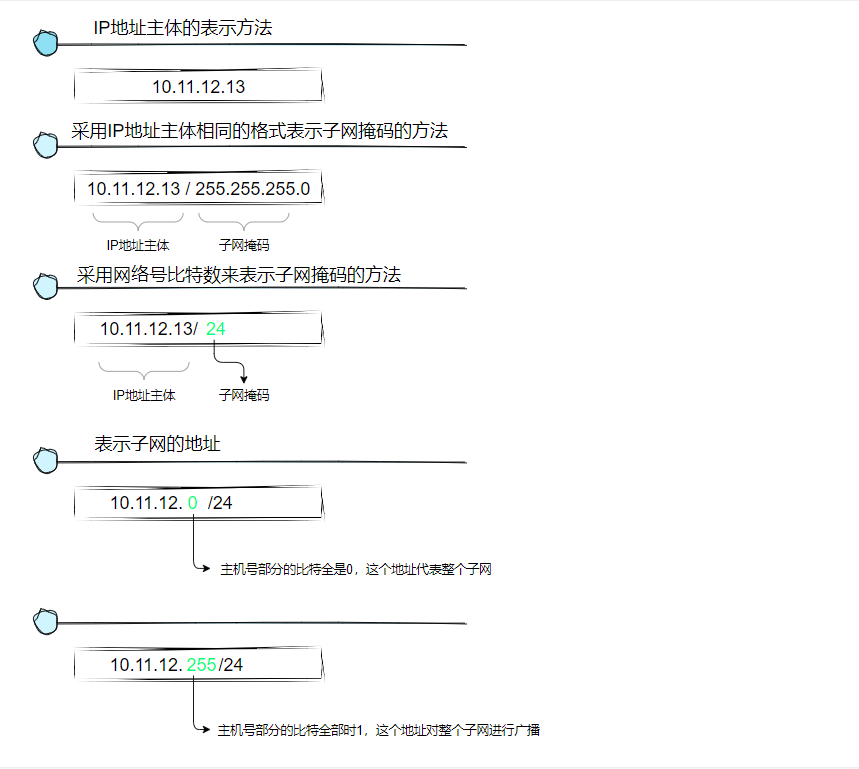 IP地址主体的表示方法
10.11.12.13
采用IP地址主体相同的格式表示子网掩码的方法
10.11.12.13 / 255.255.255.0
IP地址主体 子网掩码
采用网络号比特数来表示子网掩码的方法
10.11.12.13/ 24
IP地址主体 子网掩码
表示子网的地址
10.11.12. 0 /24
主机号部分的比特全是0，这个地址代表整个子网
10.11.12. 255/24
主机号部分的比特全部时1，这个地址对整个子网进行广播